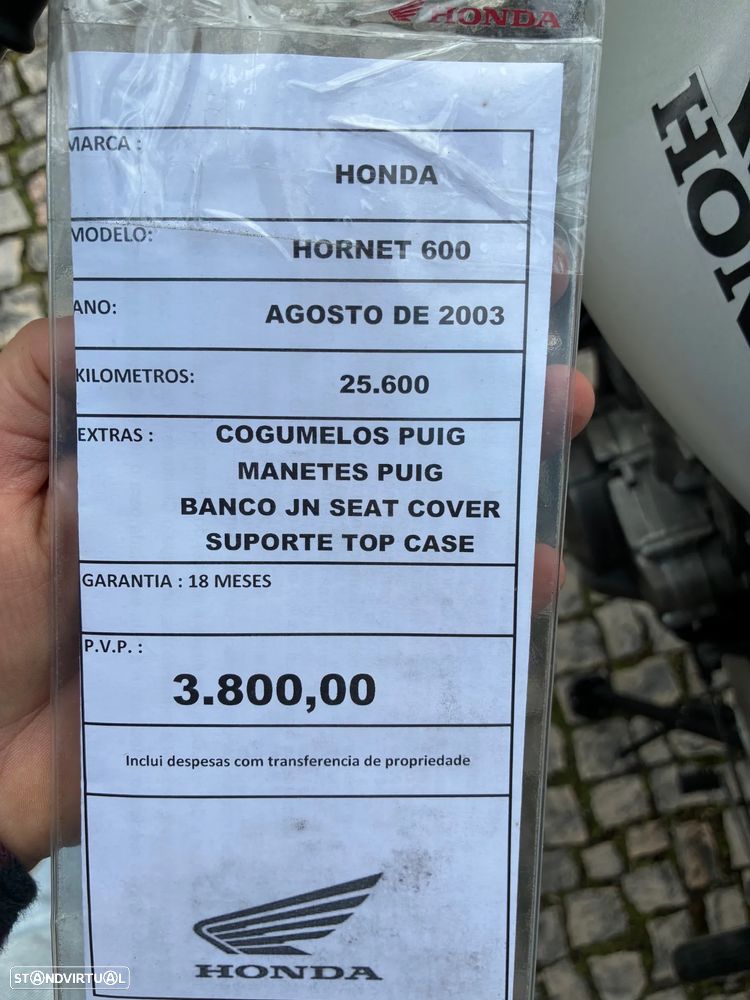 HONDA
MARCA :
HONDA
MODELO:
HORNET 600
ANO:
AGOSTO DE 2003
KILOMETROS:
25.600
EXTRAS :
COGUMELOS PUIG
MANETES PUIG
BANCO JN SEAT COVER
SUPORTE TOP CASE
GARANTIA : 18 MESES
P.V.P. :
3.800,00
Inclui despesas com transferencia de propriedade
HONDA
HON
STANDVIRTUAL